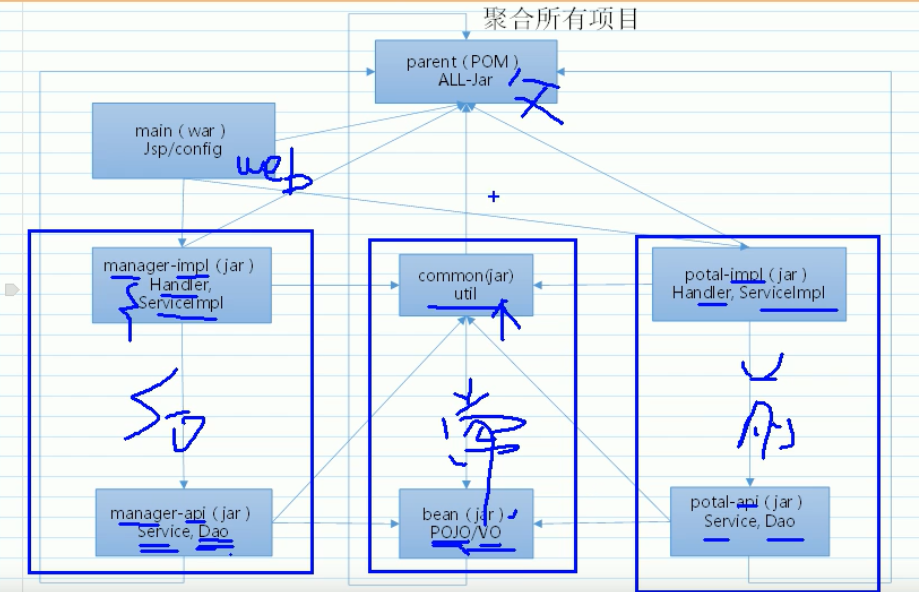 聚合所有项目
parent（POM）
ALL-Jar
父
main（war）
Jsp/config
web
manager-impl（jar）
Handler,
ServiceImpl
common(jar)
util
potal-impl（jar）
Handler, ServiceImpl
manager-api（jar）
Service, Dao
bean（jar）
POJO/VO
potal-api（jar）
Service, Dao